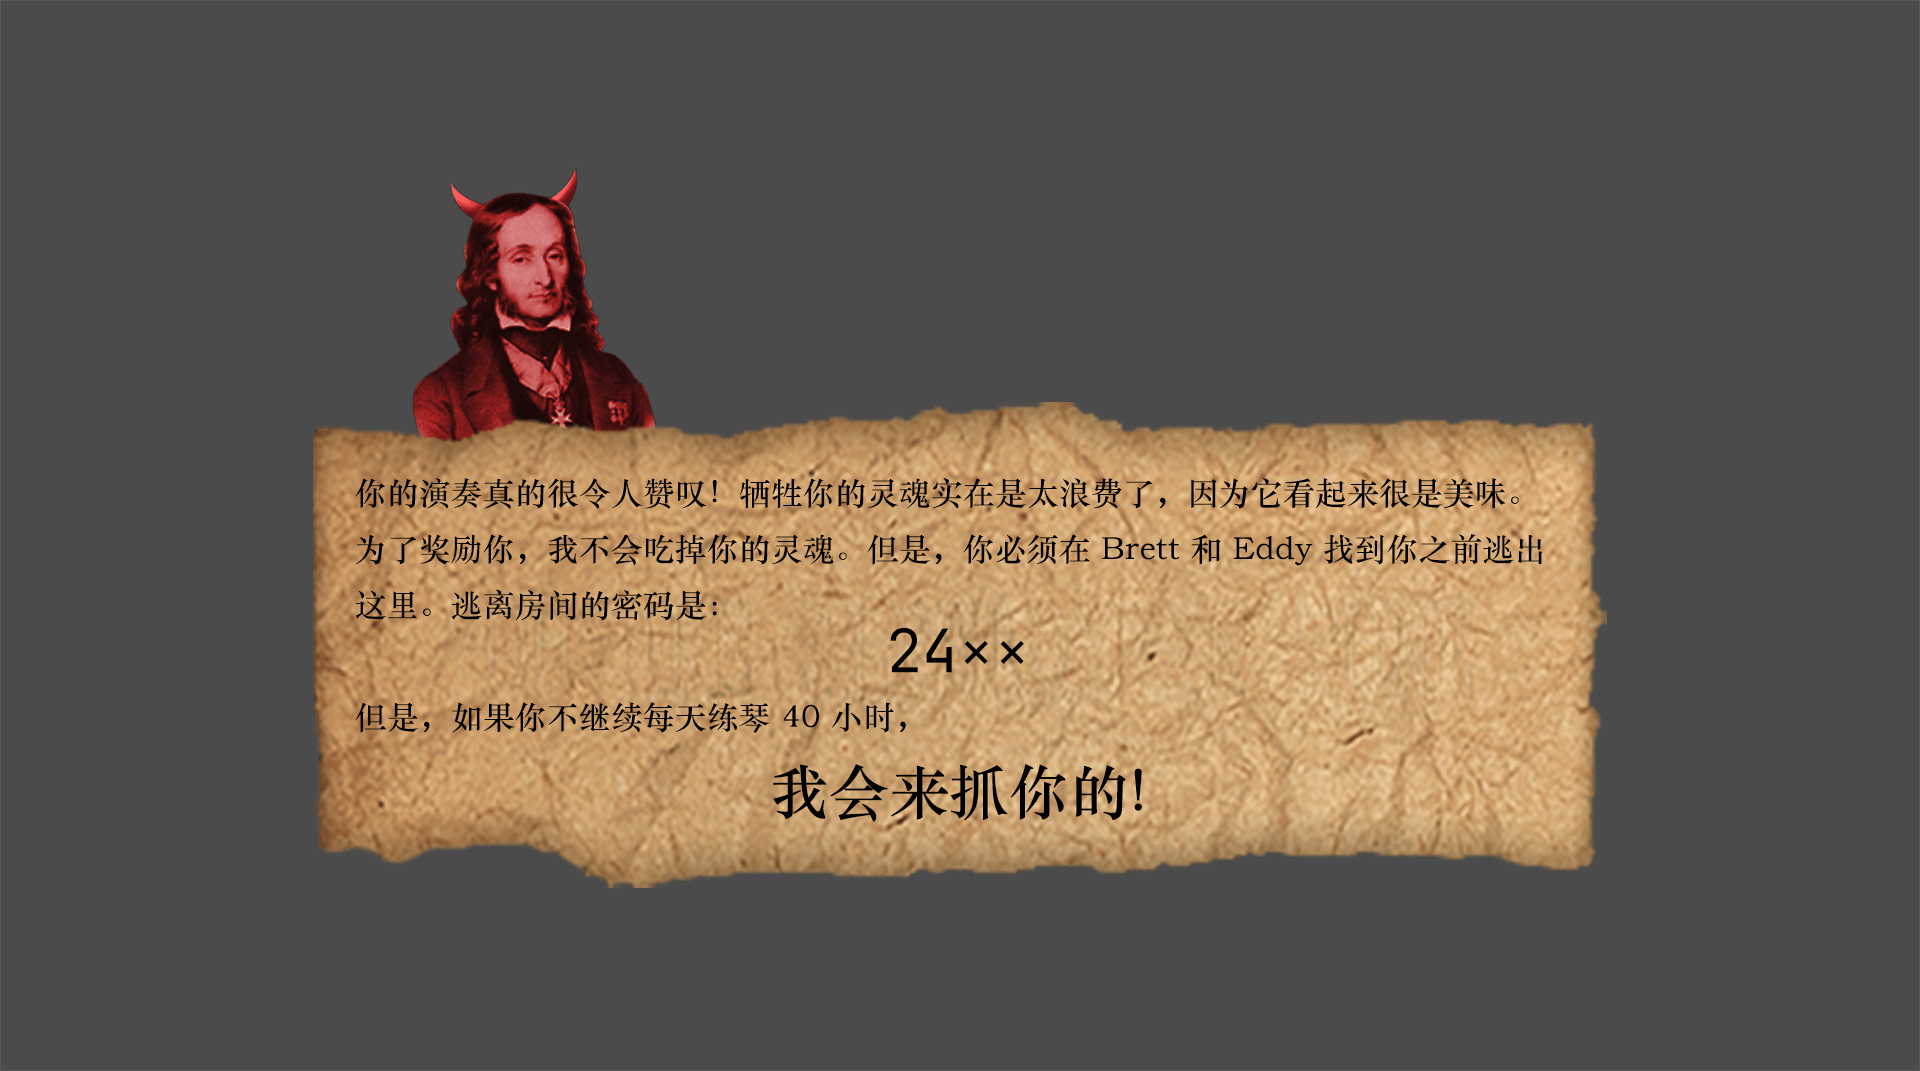 你的演奏真的很令人赞叹！牺牲你的灵魂实在是太浪费了，因为它看起来很是美味。
为了奖励你，我不会吃掉你的灵魂。但是，你必须在 Brett 和 Eddy 找到你之前逃出
这里。逃离房间的密码是：
24××
但是，如果你不继续每天练琴 40 小时，
我会来抓你的！